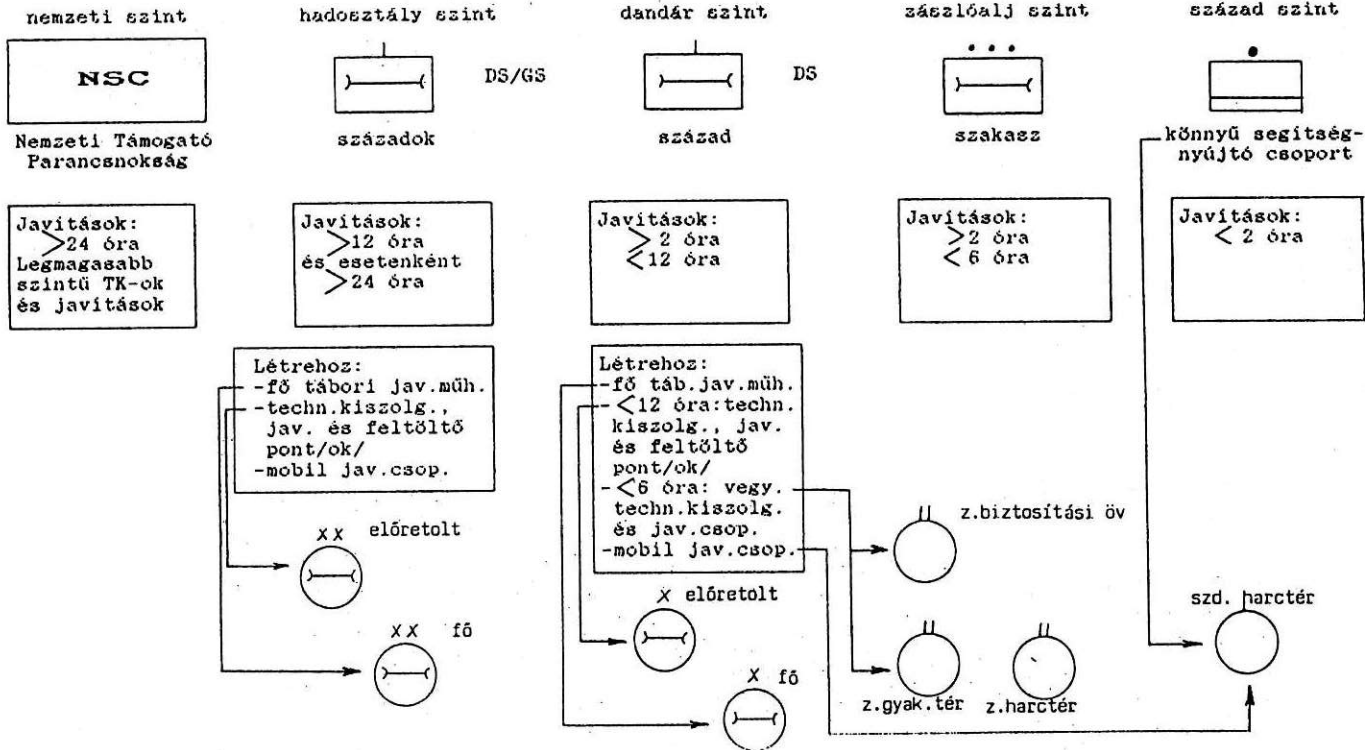 nemzeti szint
NSC
Nemzeti Támogató
Parancsnokság
hadosztály szint
DS/GS
századok
dandár szint
DS
század
zászlóalj szint
szakasz
század szint
könnyű segítség-
nyújtó csoport
Javítások:
>24 óra
Legmagasabb
szintű TK-ok
és javítások
Javítások:
>12 óra
és esetenként
>24 óra
Javítások:
> 2 óra
<12 óra
Javítások:
>2 óra
< 6 óra
Javítások:
< 2 óra
Létrehoz:
-fő tábori jav.műh.
-techn.kiszolg.,
jav. és feltöltő
pont/ok/
-mobil jav.csop.
Létrehoz:
-fő táb.jav.müh.
-<12 óra:techn.
kiszolg., jav.
és feltöltő
pont/ok/
-<6 óra: vegy.
techn.kiszolg.
és jav.csop.
-mobil jav.csop.
XX előretolt
XX fő
X előretolt
X fő
z.biztosítási öv
z.gyak.tér
z.harctér
szd. harctér